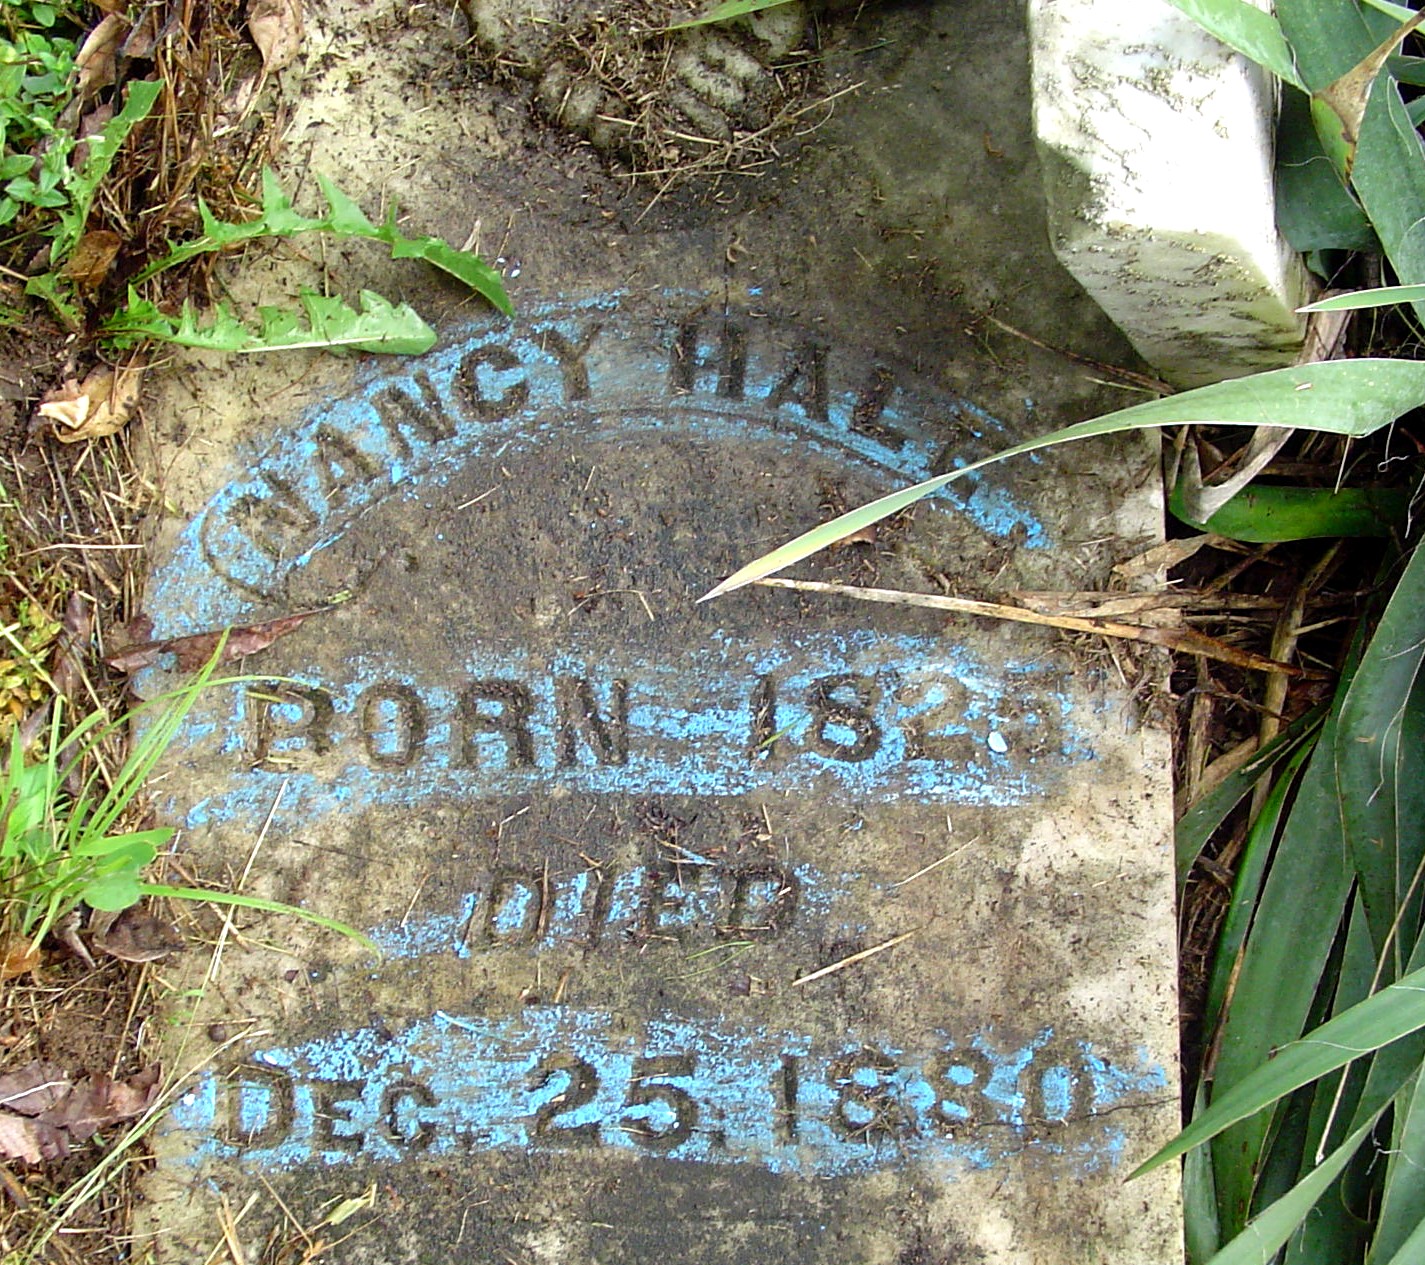 NANCY
BORN
DIED
DEC. 25, 1880